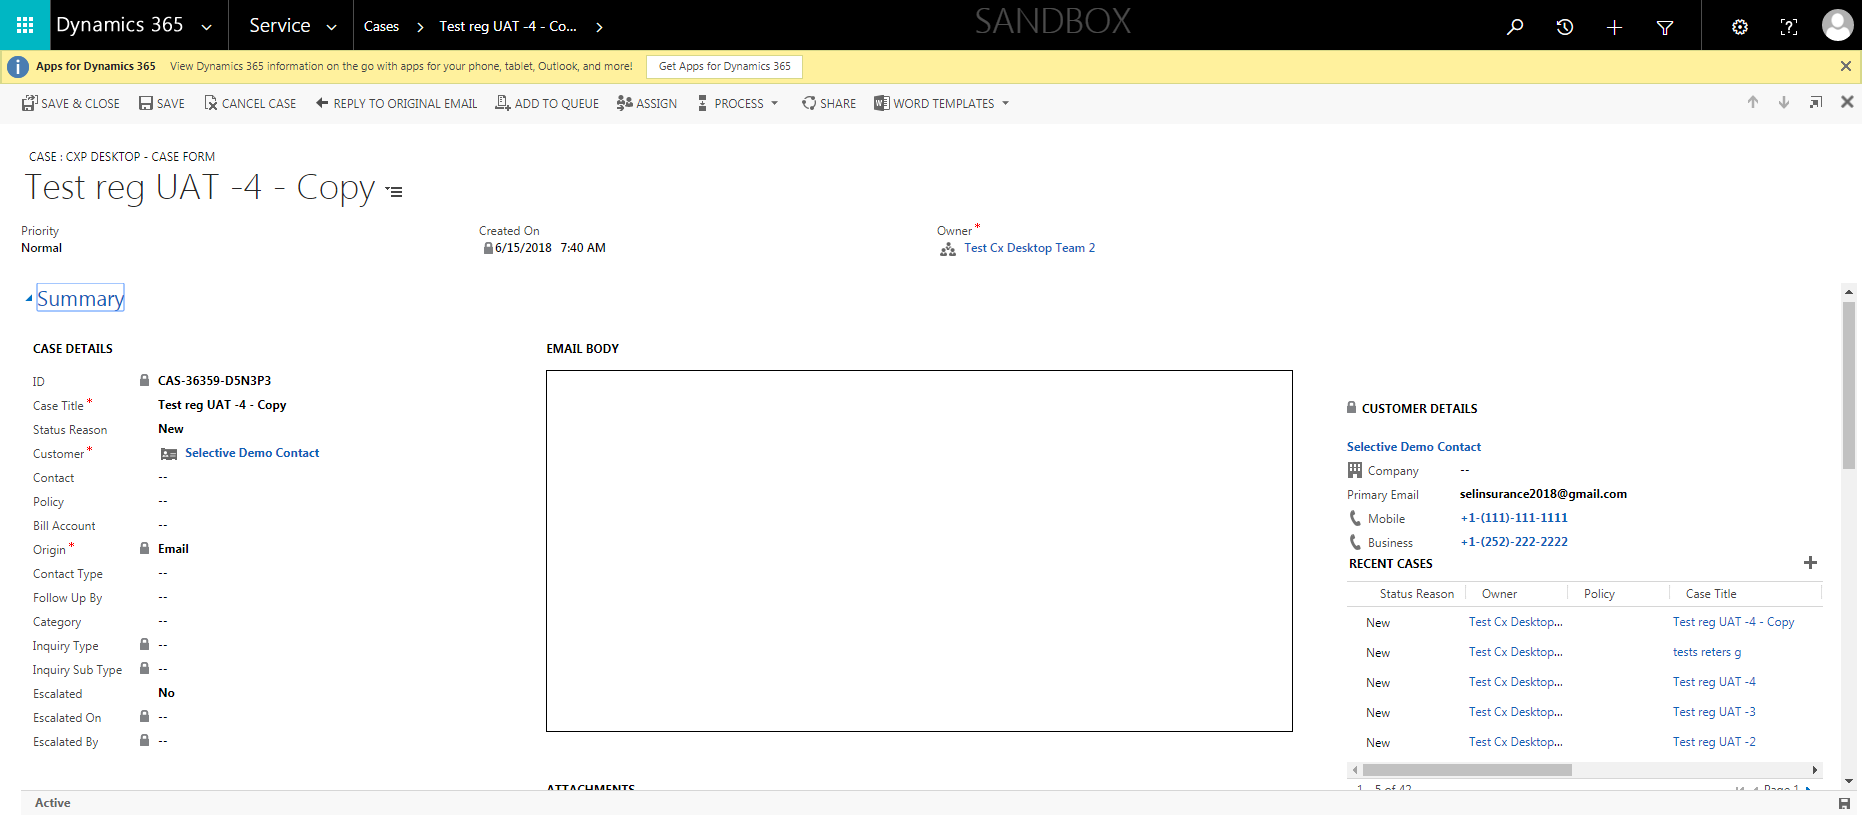 Dynamics 365 Service Cases Test reg UAT -4 - Co... SANDBOX
Apps for Dynamics 365 View Dynamics 365 information on the go with apps for your phone, tablet, Outlook, and more! Get Apps for Dynamics 365
SAVE & CLOSE SAVE CANCEL CASE REPLY TO ORIGINAL EMAIL ADD TO QUEUE ASSIGN PROCESS SHARE WORD TEMPLATES
CASE : CXP DESKTOP - CASE FORM
Test reg UAT -4 - Copy
Priority
Normal
Created On
6/15/2018 7:40 AM
Owner *
Test Cx Desktop Team 2
Summary
CASE DETAILS
ID CAS-36359-D5N3P3
Case Title * Test reg UAT -4 - Copy
Status Reason New
Customer * Selective Demo Contact
Contact --
Policy --
Bill Account --
Origin * Email
Contact Type --
Follow Up By --
Category --
Inquiry Type --
Inquiry Sub Type --
Escalated No
Escalated On --
Escalated By --
EMAIL BODY
ATTACHMENTS
CUSTOMER DETAILS
Selective Demo Contact
Company --
Primary Email selinsurance2018@gmail.com
Mobile +1-(111)-111-1111
Business +1-(252)-222-2222
RECENT CASES
Status Reason Owner Policy Case Title
New Test Cx Desktop... Test reg UAT -4 - Copy
New Test Cx Desktop... tests reters g
New Test Cx Desktop... Test reg UAT -4
New Test Cx Desktop... Test reg UAT -3
New Test Cx Desktop... Test reg UAT -2
1 - 5 of 42 Page 1
Active